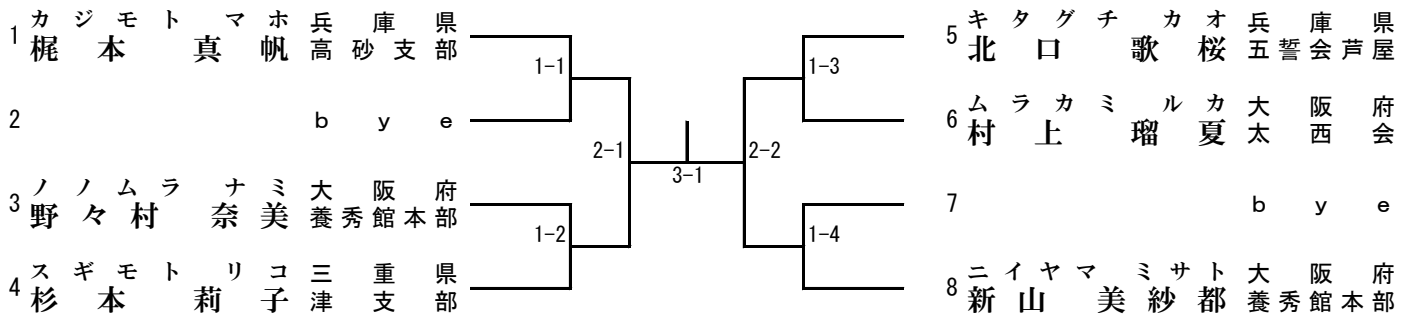 カジモト マホ 兵庫県
1 梶本 真帆 高砂支部
1-1
2 bye
2-1
ノノムラ ナミ 大阪府
3 野々村 奈美 養秀館本部
1-2
スギモト リコ 三重県
4 杉本 莉子 津支部
3-1
キタグチ カオ 兵庫県
5 北口 歌桜 五誓会芦屋
1-3
ムラカミ ルカ 大阪府
6 村上 瑠夏 太西会
2-2
7 bye
1-4
ニイヤマ ミサト 大阪府
8 新山 美紗都 養秀館本部